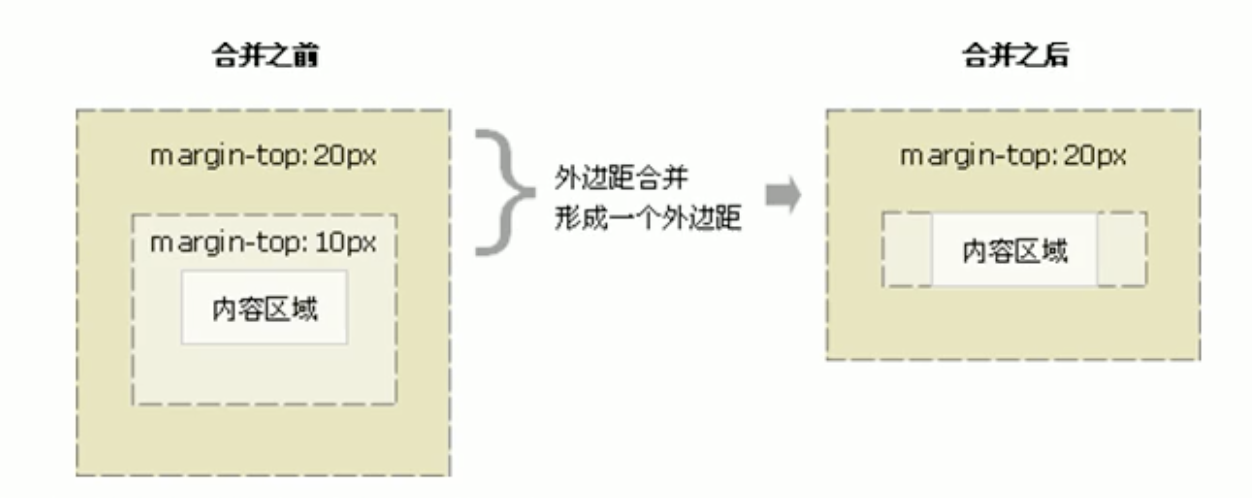 合并之前
合并之后
margin-top: 20px
margin-top: 10px
内容区域
外边距合并
形成一个外边距
margin-top: 20px
内容区域